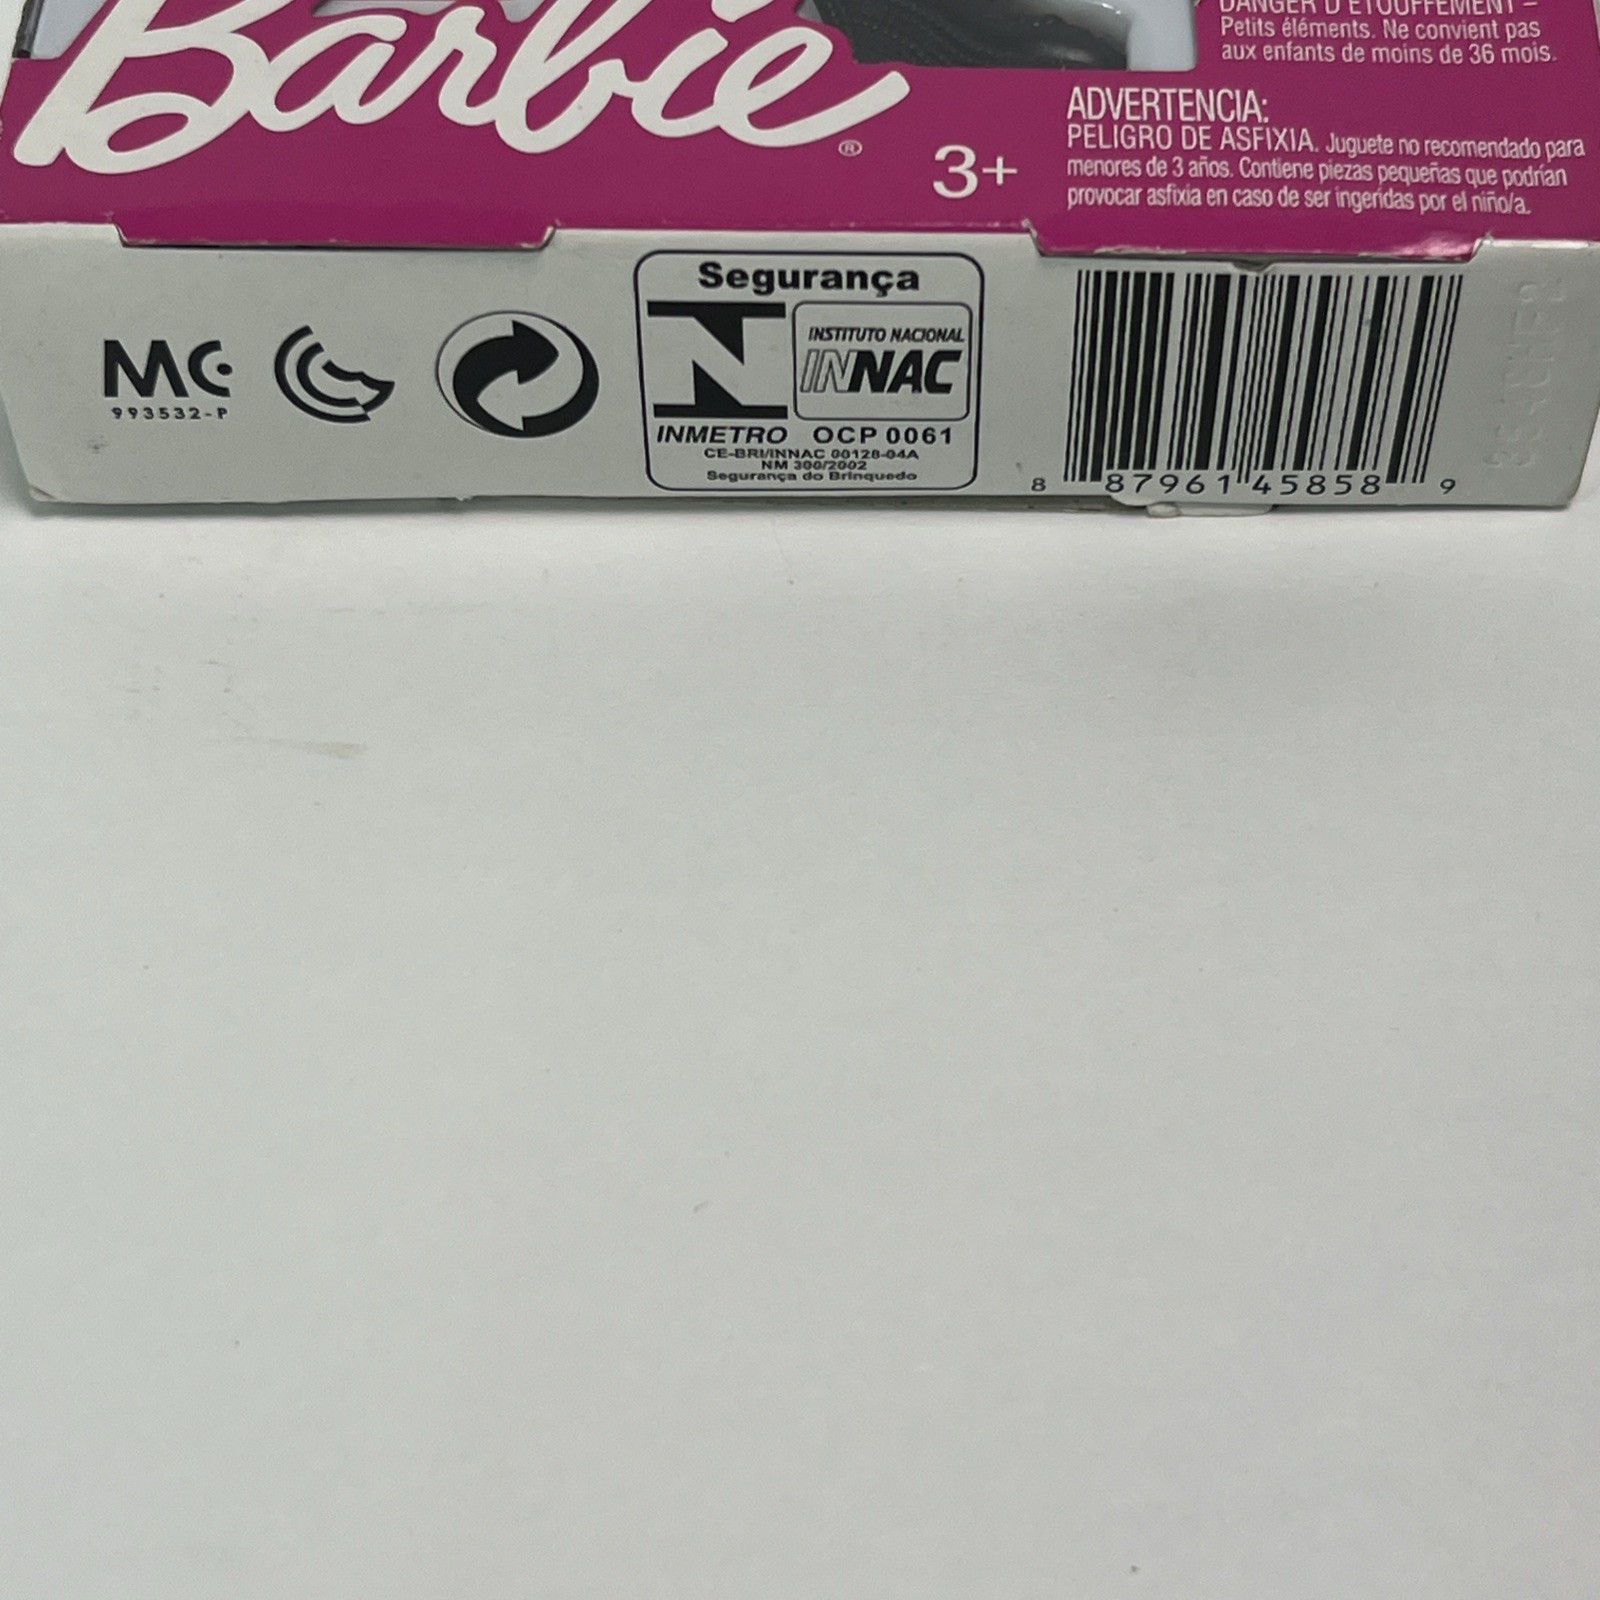 Barbie®
3+
DANGER D'ÉTOUFFEMENT –
Petits éléments. Ne convient pas
aux enfants de moins de 36 mois.
ADVERTENCIA:
PELIGRO DE ASFIXIA. Juguete no recomendado para
menores de 3 años. Contiene piezas pequeñas que podrían
provocar asfixia en caso de ser ingeridas por el niño/a.
MC
993532-P
Segurança
INSTITUTO NACIONAL
INNAC
INMETRO OCP 0061
CE-BRI/INNAC 00128-04A
NM 300/2002
Segurança do Brinquedo
8 87961 45858 9